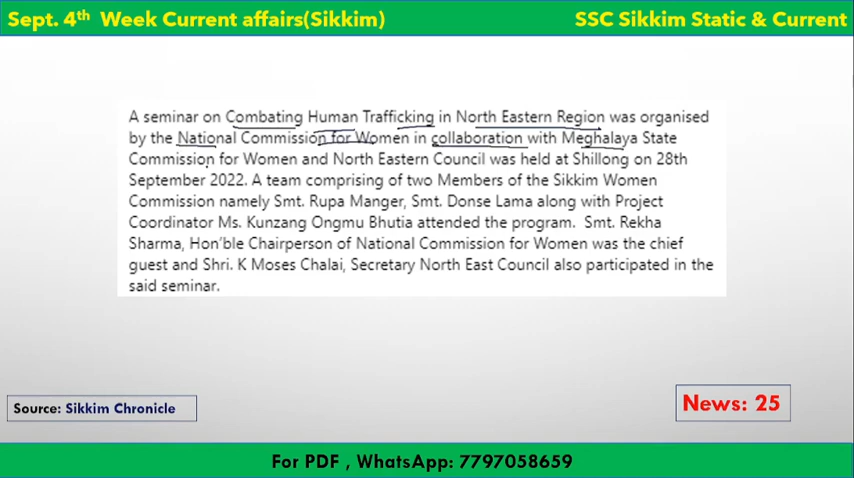 Sept. 4th Week Current affairs(Sikkim)
SSC Sikkim Static & Current
A seminar on Combating Human Trafficking in North Eastern Region was organised
by the National Commission for Women in collaboration with Meghalaya State
Commission for Women and North Eastern Council was held at Shillong on 28th
September 2022. A team comprising of two Members of the Sikkim Women
Commission namely Smt. Rupa Manger, Smt. Donse Lama along with Project
Coordinator Ms. Kunzang Ongmu Bhutia attended the program. Smt. Rekha
Sharma, Hon'ble Chairperson of National Commission for Women was the chief
guest and Shri. K Moses Chalai, Secretary North East Council also participated in the
said seminar.
Source: Sikkim Chronicle
News: 25
For PDF , WhatsApp: 7797058659